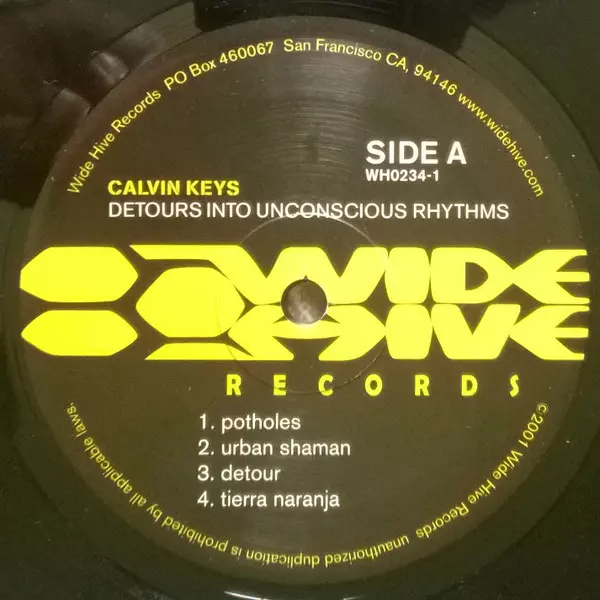 Wide Hive Records PO Box 460067 San Francisco CA, 94146 www.widehive.com
SIDE A
WH0234-1
CALVIN KEYS
DETOURS INTO UNCONSCIOUS RHYTHMS
WIDE
HIVE
RECORDS
1. potholes
2. urban shaman
3. detour
4. tierra naranja
©2001 Wide Hive Records unauthorized duplication is prohibited by all applicable laws.